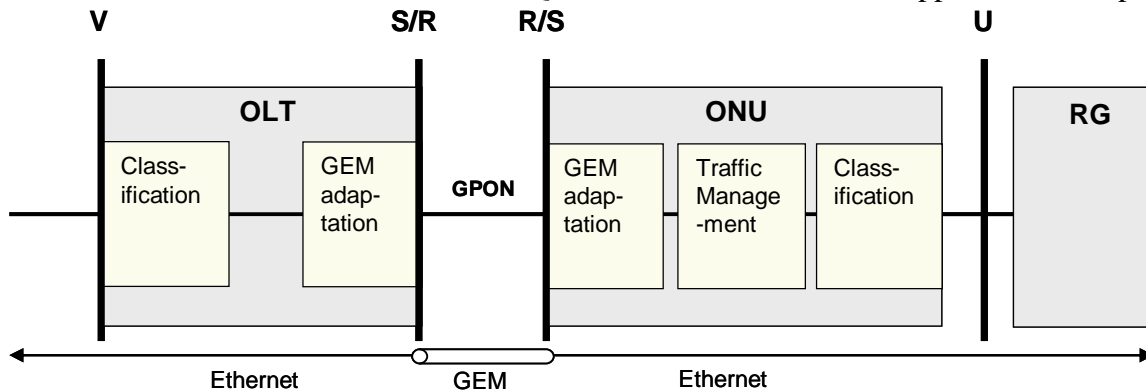 V S/R R/S U
OLT ONU RG
Class-
ification
GEM
adap-
tation
GPON
GEM
adap-
tation
Traffic
Manage
-ment
Class-
ification
Ethernet GEM Ethernet